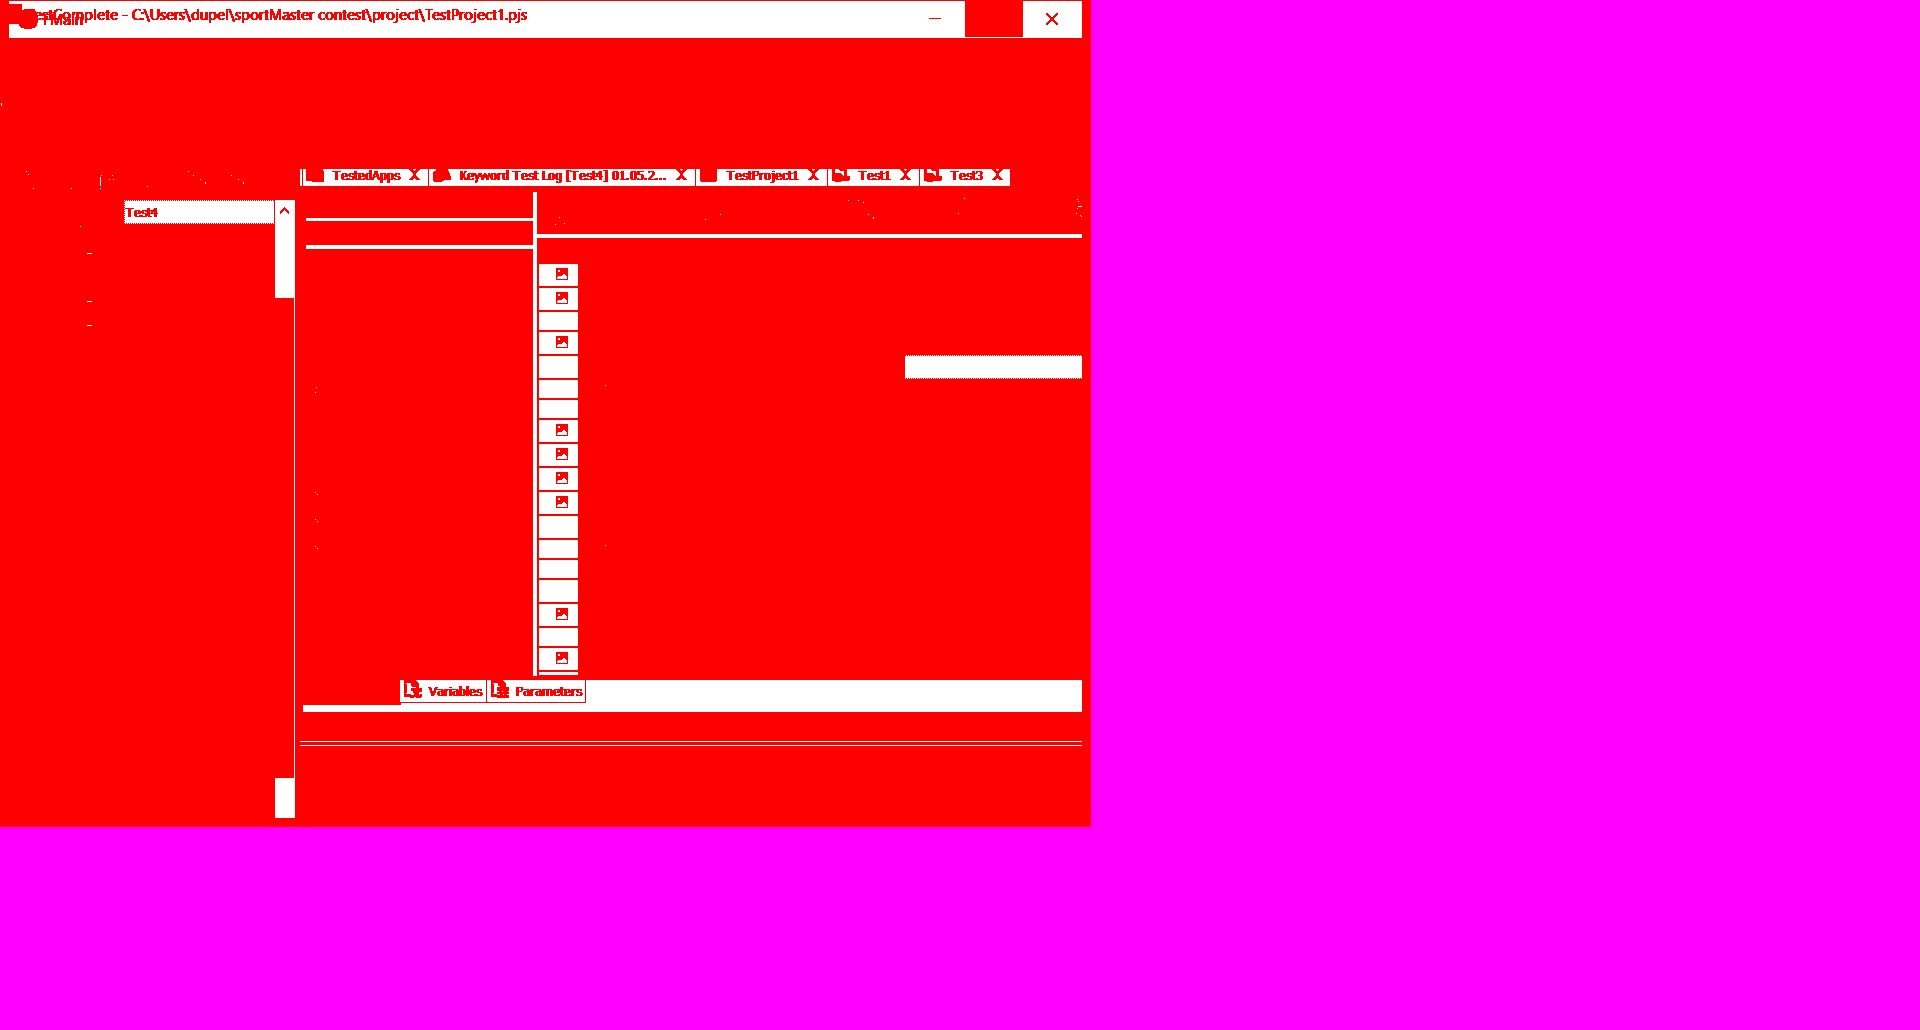 TestComplete - C:\Users\dupel\sportMaster contest\project\TestProject1.pjs
TMain
TestedApps X Keyword Test Log [Test4] 01.05.2... X TestProject1 X Test1 X Test3 X
Test4
Variables Parameters